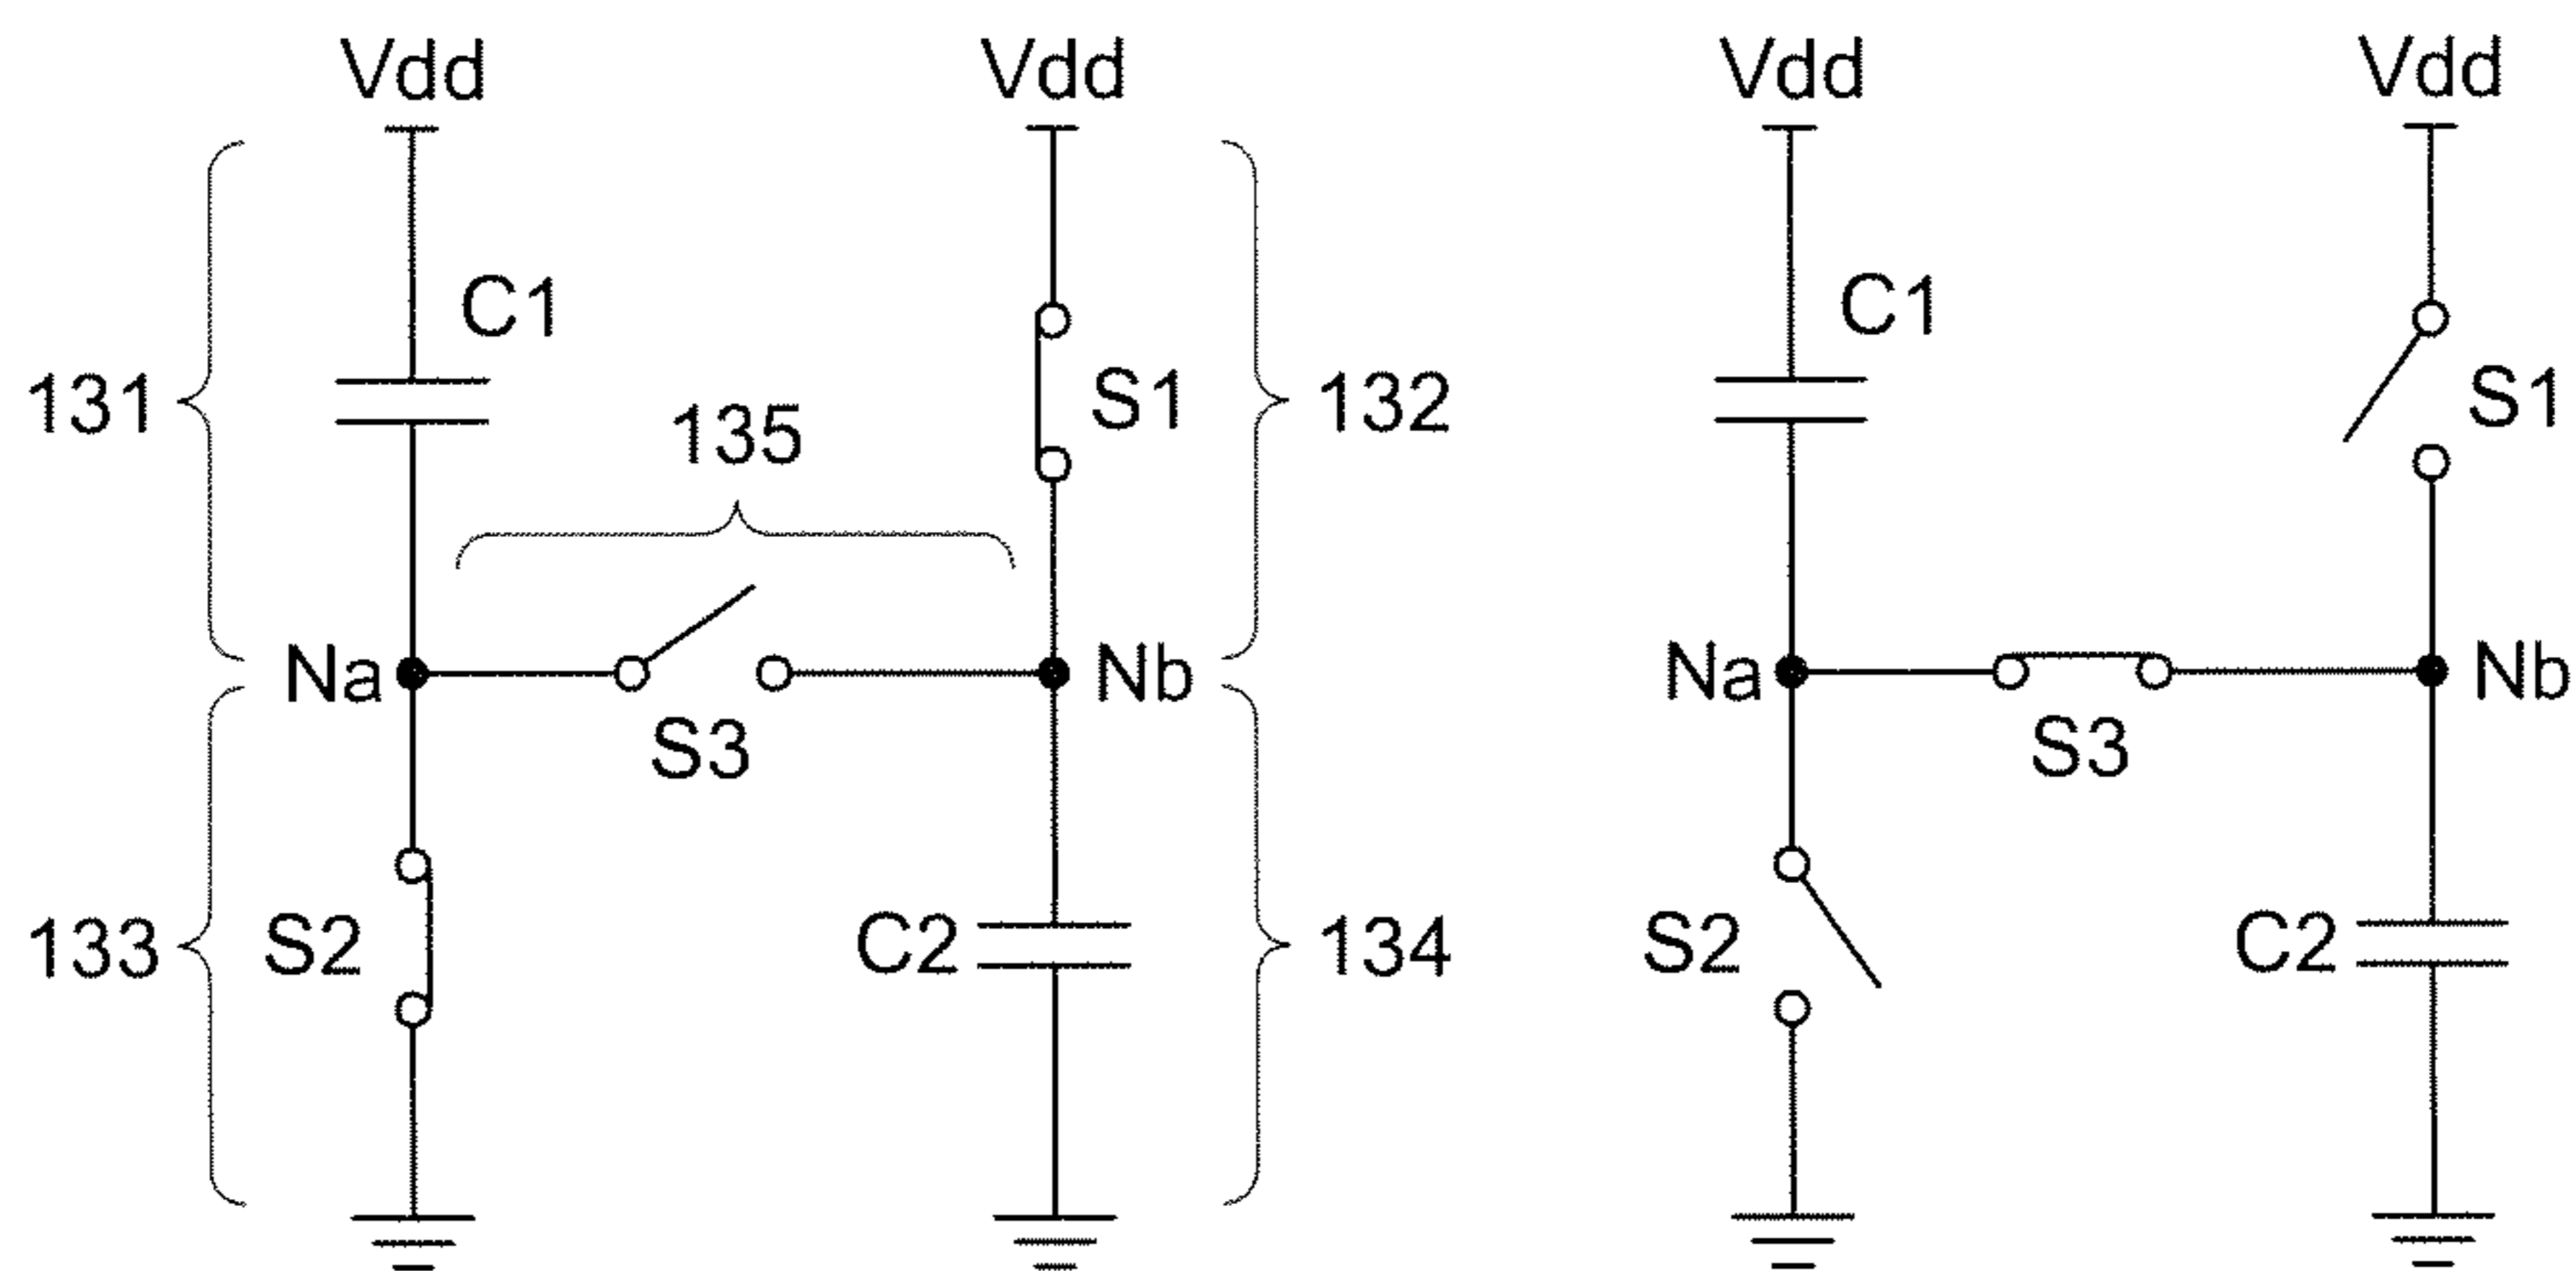 Vdd Vdd Vdd Vdd
C1 C1
131 135 S1 132 S1
Na S3 Nb Na S3 Nb
133 S2 C2 134 S2 C2